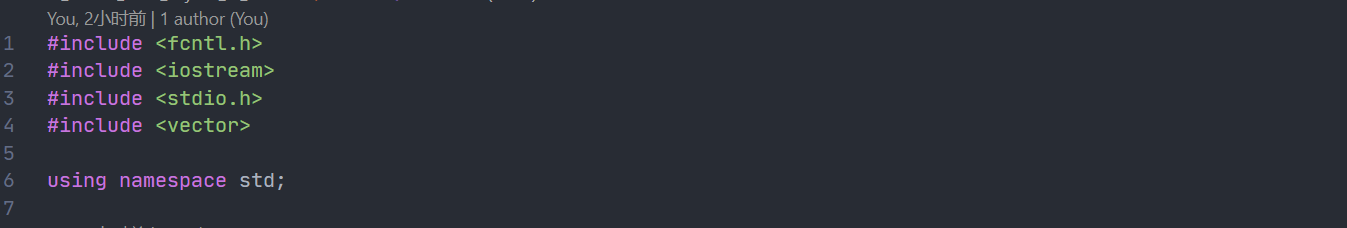 You, 2小时前 | 1 author (You)
1 #include <fcntl.h>
2 #include <iostream>
3 #include <stdio.h>
4 #include <vector>
5
6 using namespace std;
7